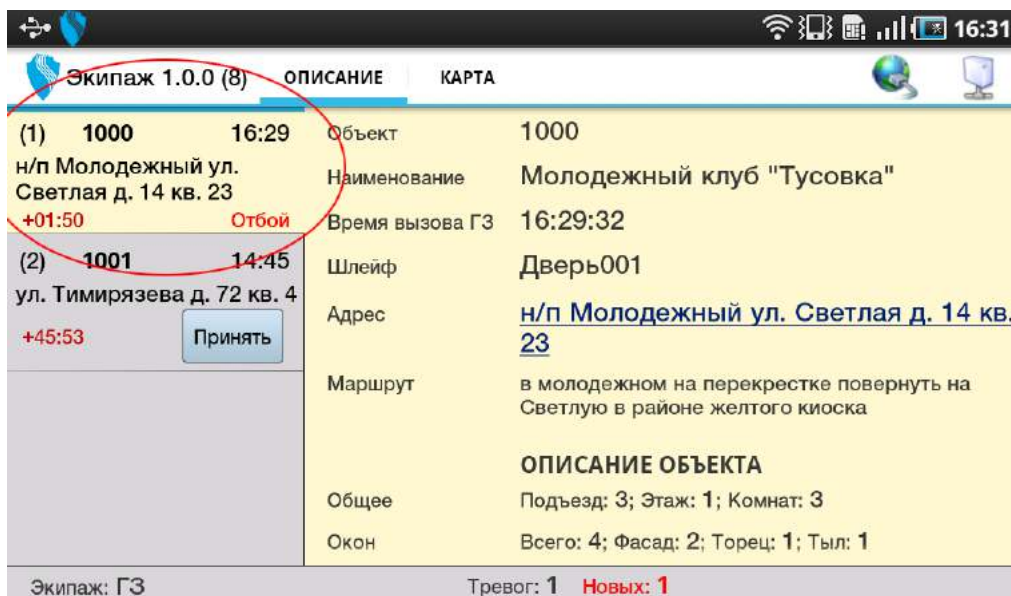 16:31
Экипаж 1.0.0 (8) ОПИСАНИЕ КАРТА
(1) 1000 16:29
н/п Молодежный ул.
Светлая д. 14 кв. 23
+01:50 Отбой
(2) 1001 14:45
ул. Тимирязева д. 72 кв. 4
+45:53 Принять
Объект 1000
Наименование Молодежный клуб "Тусовка"
Время вызова ГЗ 16:29:32
Шлейф Дверь001
Адрес н/п Молодежный ул. Светлая д. 14 кв.
23
Маршрут в молодежном на перекрестке повернуть на
Светлую в районе желтого киоска
ОПИСАНИЕ ОБЪЕКТА
Общее Подъезд: 3; Этаж: 1; Комнат: 3
Окон Всего: 4; Фасад: 2; Торец: 1; Тыл: 1
Экипаж: ГЗ Тревог: 1 Новых: 1